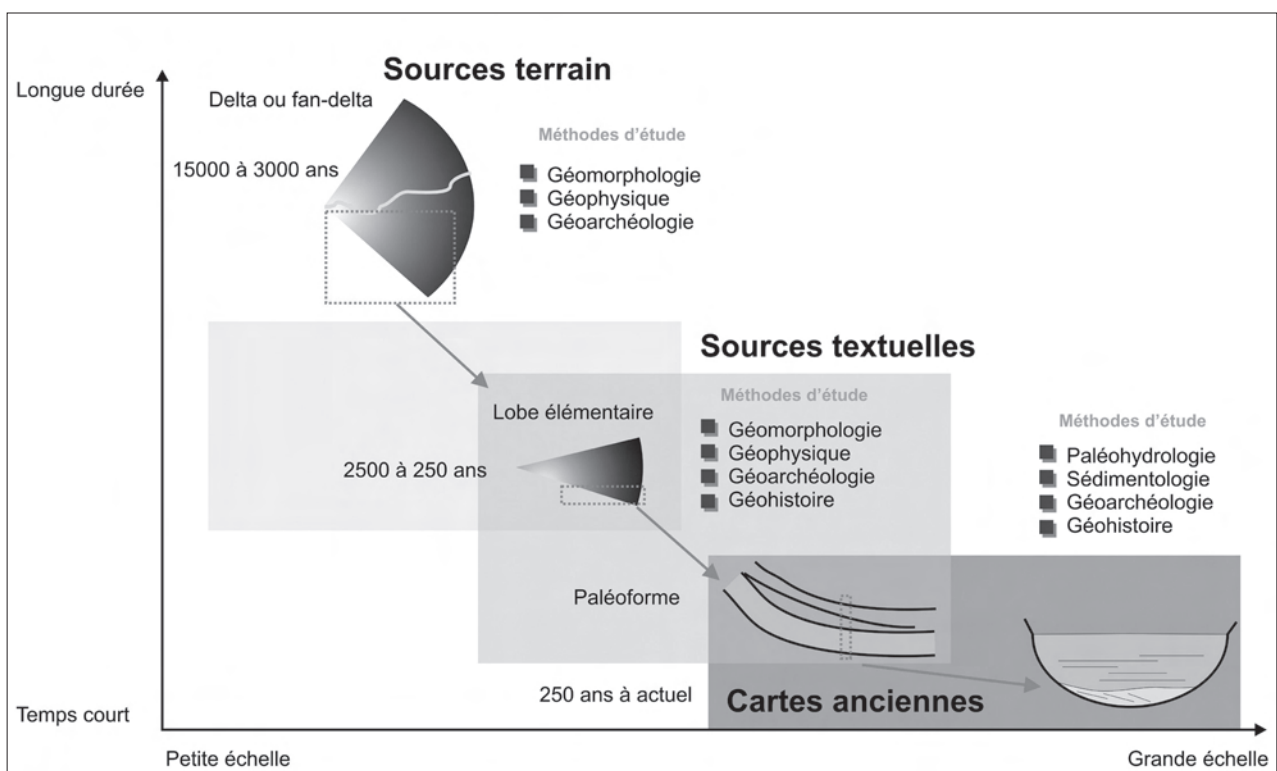 Sources terrain
Longue durée
Delta ou fan-delta
15000 à 3000 ans
Méthodes d'étude
Géomorphologie
Géophysique
Géoarchéologie
Sources textuelles
Lobe élémentaire
2500 à 250 ans
Méthodes d'étude
Géomorphologie
Géophysique
Géoarchéologie
Géohistoire
Méthodes d'étude
Paléohydrologie
Sédimentologie
Géoarchéologie
Géohistoire
Paléoforme
250 ans à actuel
Cartes anciennes
Temps court
Petite échelle
Grande échelle